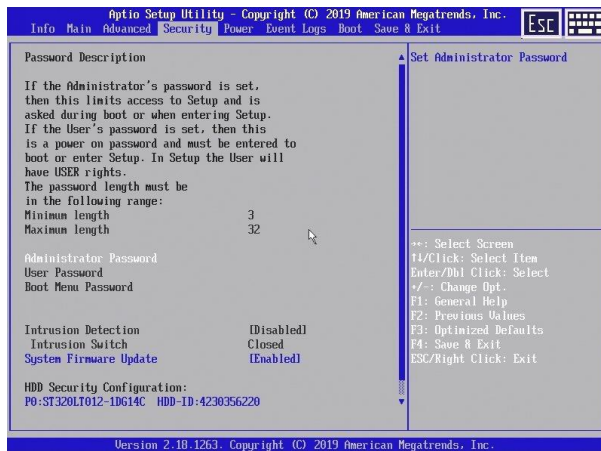 Aptio Setup Utility - Copyright (C) 2019 American Megatrends, Inc.
Info Main Advanced Security Power Event Logs Boot Save & Exit
Esc
Password Description
If the Administrator's password is set,
then this limits access to Setup and is
asked during boot or when entering Setup.
If the User's password is set, then this
is a power on password and must be entered to
boot or enter Setup. In Setup the User will
have USER rights.
The password length must be
in the following range:
Minimum length 3
Maximum length 32
Administrator Password
User Password
Boot Menu Password
Intrusion Detection [Disabled]
Intrusion Switch Closed
System Firmware Update [Enabled]
HDD Security Configuration:
P0:ST320LT012-1DG14C HDD-ID:4230356220
Set Administrator Password
→←: Select Screen
↑↓/Click: Select Item
Enter/Dbl Click: Select
+/-: Change Opt.
F1: General Help
F2: Previous Values
F3: Optimized Defaults
F4: Save & Exit
ESC/Right Click: Exit
Version 2.18.1263. Copyright (C) 2019 American Megatrends, Inc.